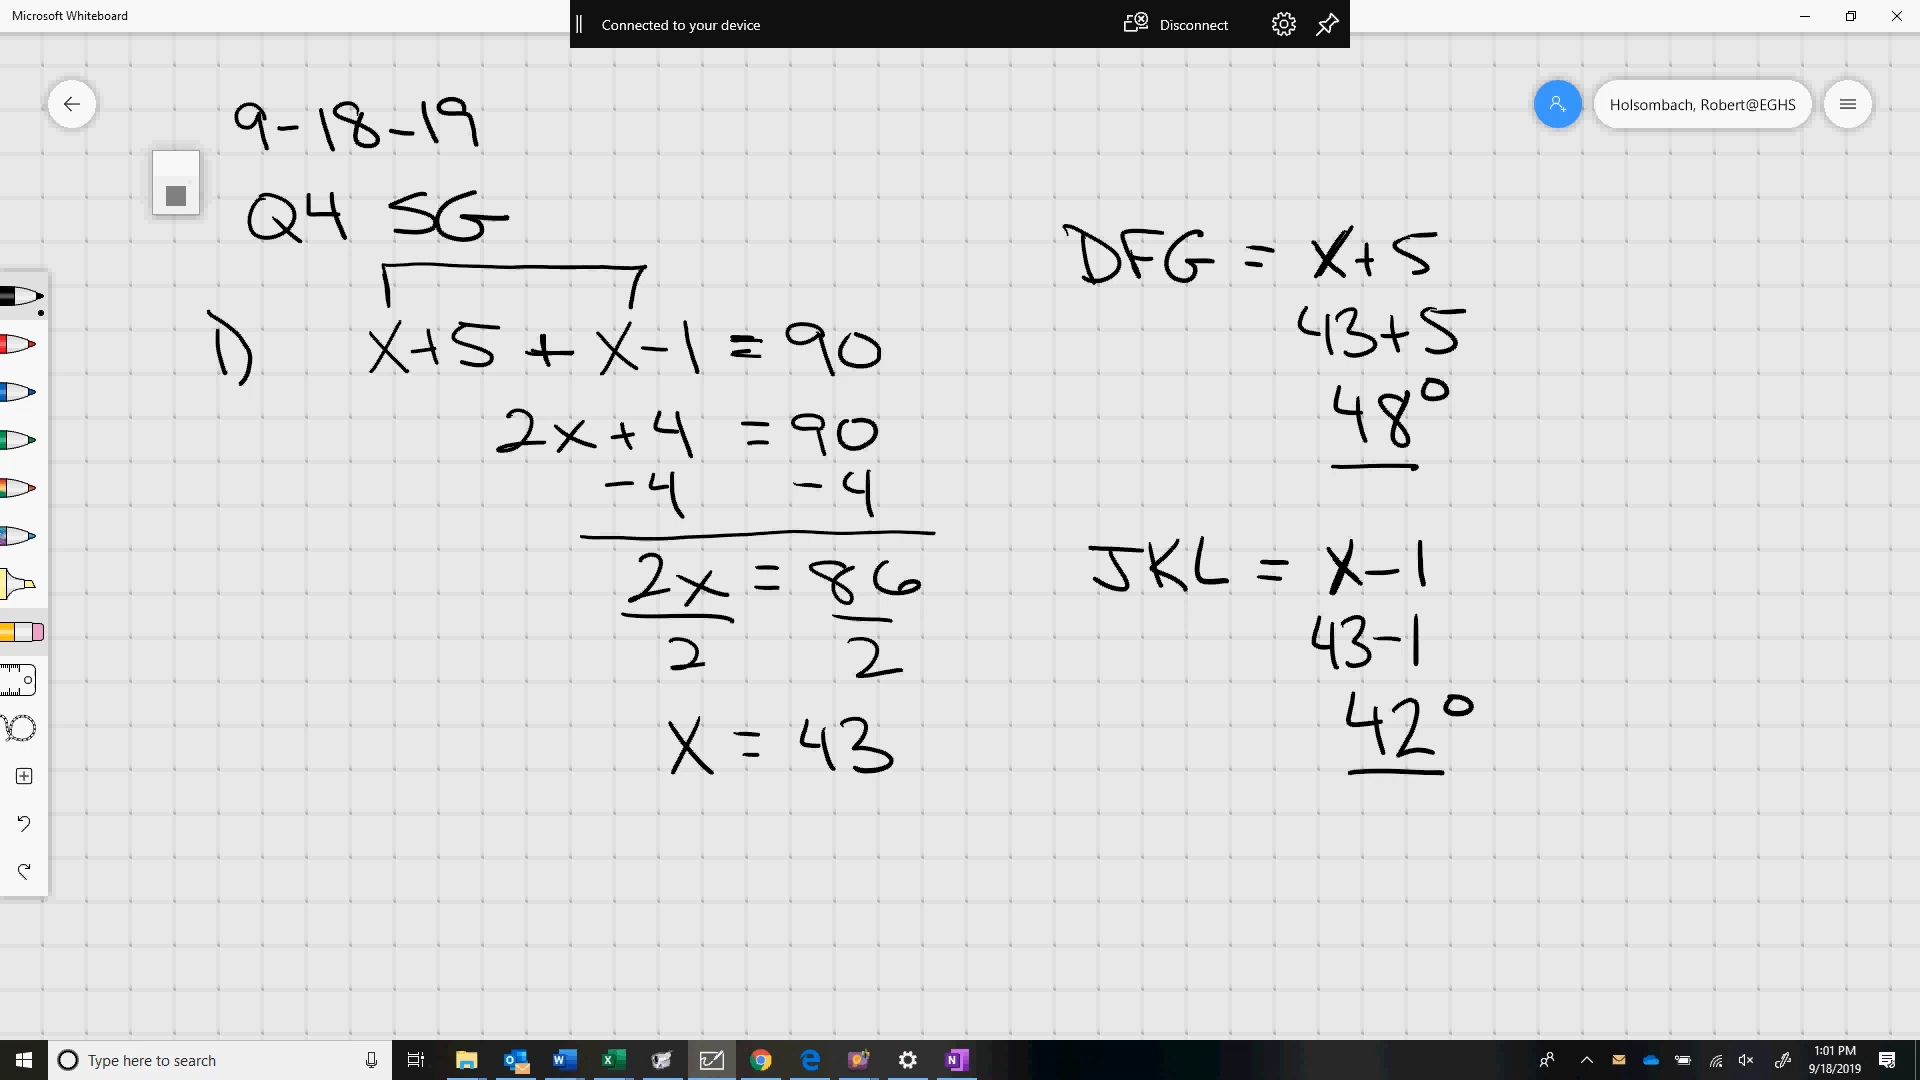 Microsoft Whiteboard
Connected to your device
Disconnect
Holsombach, Robert@EGHS
9-18-19
Q4 SG
1) x+5 + x-1 = 90
2x+4 = 90
-4 -4
2x = 86
2 2
x = 43
DFG = x+5
43+5
48°
JKL = x-1
43-1
42°
Type here to search
1:01 PM
9/18/2019